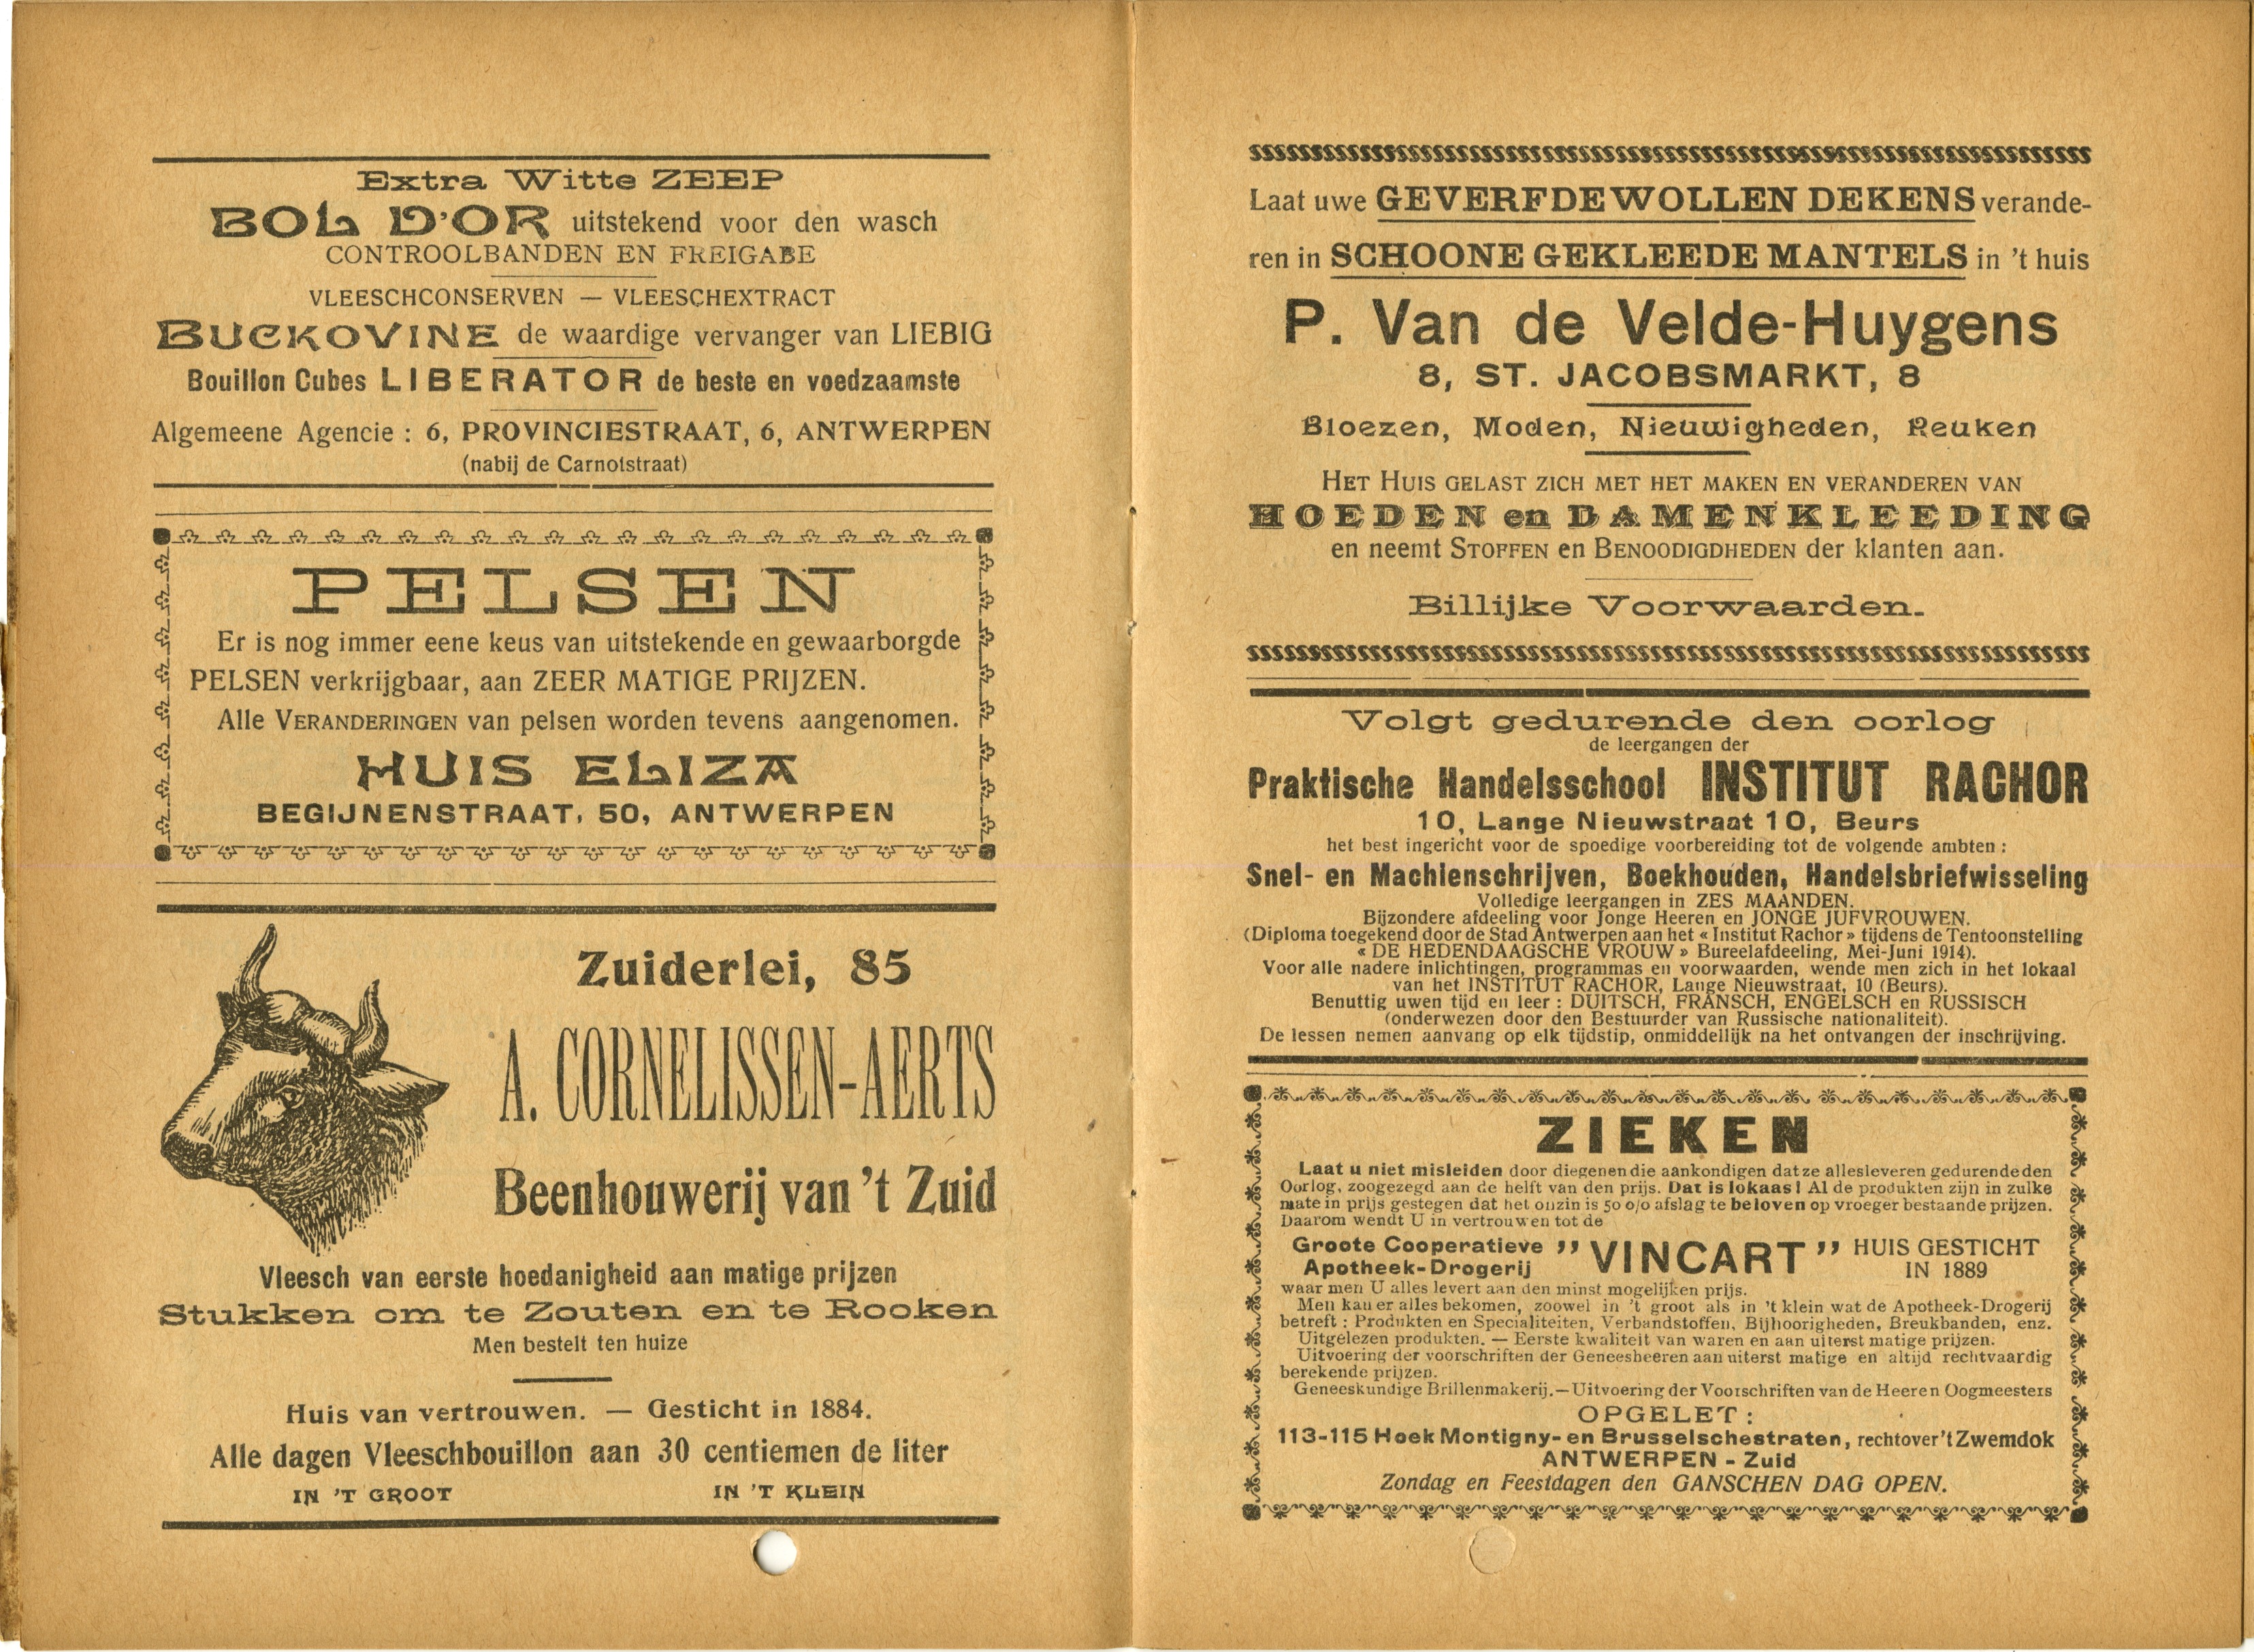 Extra Witte ZEEP
BOL D'OR uitstekend voor den wasch
CONTROOLBANDEN EN FREIGABE
VLEESCHCONSERVEN — VLEESCHEXTRACT
BUCKOVINE de waardige vervanger van LIEBIG
Bouillon Cubes LIBERATOR de beste en voedzaamste
Algemeene Agencie : 6, PROVINCIESTRAAT, 6, ANTWERPEN
(nabij de Carnotstraat)
PELSEN
Er is nog immer eene keus van uitstekende en gewaarborgde
PELSEN verkrijgbaar, aan ZEER MATIGE PRIJZEN.
Alle VERANDERINGEN van pelsen worden tevens aangenomen.
HUIS ELIZA
BEGIJNENSTRAAT, 50, ANTWERPEN
Zuiderlei, 85
A. CORNELISSEN-AERTS
Beenhouwerij van 't Zuid
Vleesch van eerste hoedanigheid aan matige prijzen
Stukken om te Zouten en te Rooken
Men bestelt ten huize
Huis van vertrouwen. — Gesticht in 1884.
Alle dagen Vleeschbouillon aan 30 centiemen de liter
IN 'T GROOT IN 'T KLEIN
Laat uwe GEVERFDE WOLLEN DEKENS verande-
ren in SCHOONE GEKLEEDE MANTELS in 't huis
P. Van de Velde-Huygens
8, ST. JACOBSMARKT, 8
Bloezen, Moden, Nieuwigheden, Reuken
HET HUIS GELAST ZICH MET HET MAKEN EN VERANDEREN VAN
HOEDEN en DAMENKLEEDING
en neemt STOFFEN en BENOODIGDHEDEN der klanten aan.
Billijke Voorwaarden.
Volgt gedurende den oorlog
de leergangen der
Praktische Handelsschool INSTITUT RACHOR
10, Lange Nieuwstraat 10, Beurs
het best ingericht voor de spoedige voorbereiding tot de volgende ambten :
Snel- en Machienschrijven, Boekhouden, Handelsbriefwisseling
Volledige leergangen in ZES MAANDEN.
Bijzondere afdeeling voor Jonge Heeren en JONGE JUFVROUWEN.
(Diploma toegekend door de Stad Antwerpen aan het « Institut Rachor » tijdens de Tentoonstelling
« DE HEDENDAAGSCHE VROUW » Bureelafdeeling, Mei-Juni 1914).
Voor alle nadere inlichtingen, programmas en voorwaarden, wende men zich in het lokaal
van het INSTITUT RACHOR, Lange Nieuwstraat, 10 (Beurs).
Benuttig uwen tijd en leer : DUITSCH, FRANSCH, ENGELSCH en RUSSISCH
(onderwezen door den Bestuurder van Russische nationaliteit).
De lessen nemen aanvang op elk tijdstip, onmiddellijk na het ontvangen der inschrijving.
ZIEKEN
Laat u niet misleiden door diegenen die aankondigen dat ze alles leveren gedurende den
Oorlog, zoogezegd aan de helft van den prijs. Dat is lokaas! Al de produkten zijn in zulke
mate in prijs gestegen dat het onzin is 50 o/o afslag te beloven op vroeger bestaande prijzen.
Daarom wendt U in vertrouwen tot de
Groote Cooperatieve Apotheek-Drogerij " VINCART " HUIS GESTICHT IN 1889
waar men U alles levert aan den minst mogelijken prijs.
Men kan er alles bekomen, zoowel in 't groot als in 't klein wat de Apotheek-Drogerij
betreft : Produkten en Specialiteiten, Verbandstoffen, Bijhoorigheden, Breukbanden, enz.
Uitgelezen produkten. — Eerste kwaliteit van waren en aan uiterst matige prijzen.
Uitvoering der voorschriften der Geneesheeren aan uiterst matige en altijd rechtvaardig
berekende prijzen.
Geneeskundige Brillenmakerij. — Uitvoering der Voorschriften van de Heeren Oogmeesters
OPGELET :
113-115 Hoek Montigny- en Brusselschestraten, rechtover 't Zwemdok
ANTWERPEN - Zuid
Zondag en Feestdagen den GANSCHEN DAG OPEN.